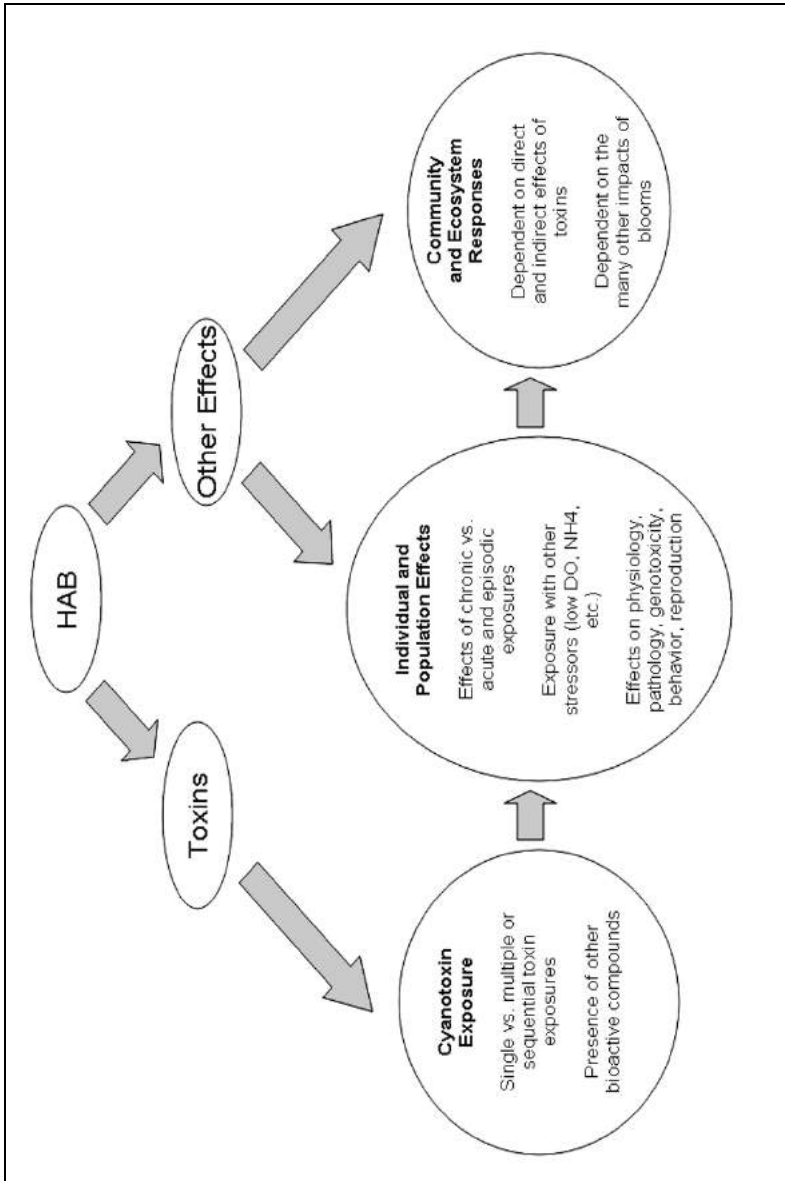 HAB
Toxins
Other Effects
Cyanotoxin
Exposure
Single vs. multiple or
sequential toxin
exposures
Presence of other
bioactive compounds
Individual and
Population Effects
Effects of chronic vs.
acute and episodic
exposures
Exposure with other
stressors (low DO, NH4,
etc.)
Effects on physiology,
pathology, genotoxicity,
behavior, reproduction
Community
and Ecosystem
Responses
Dependent on direct
and indirect effects of
toxins
Dependent on the
many other impacts of
blooms